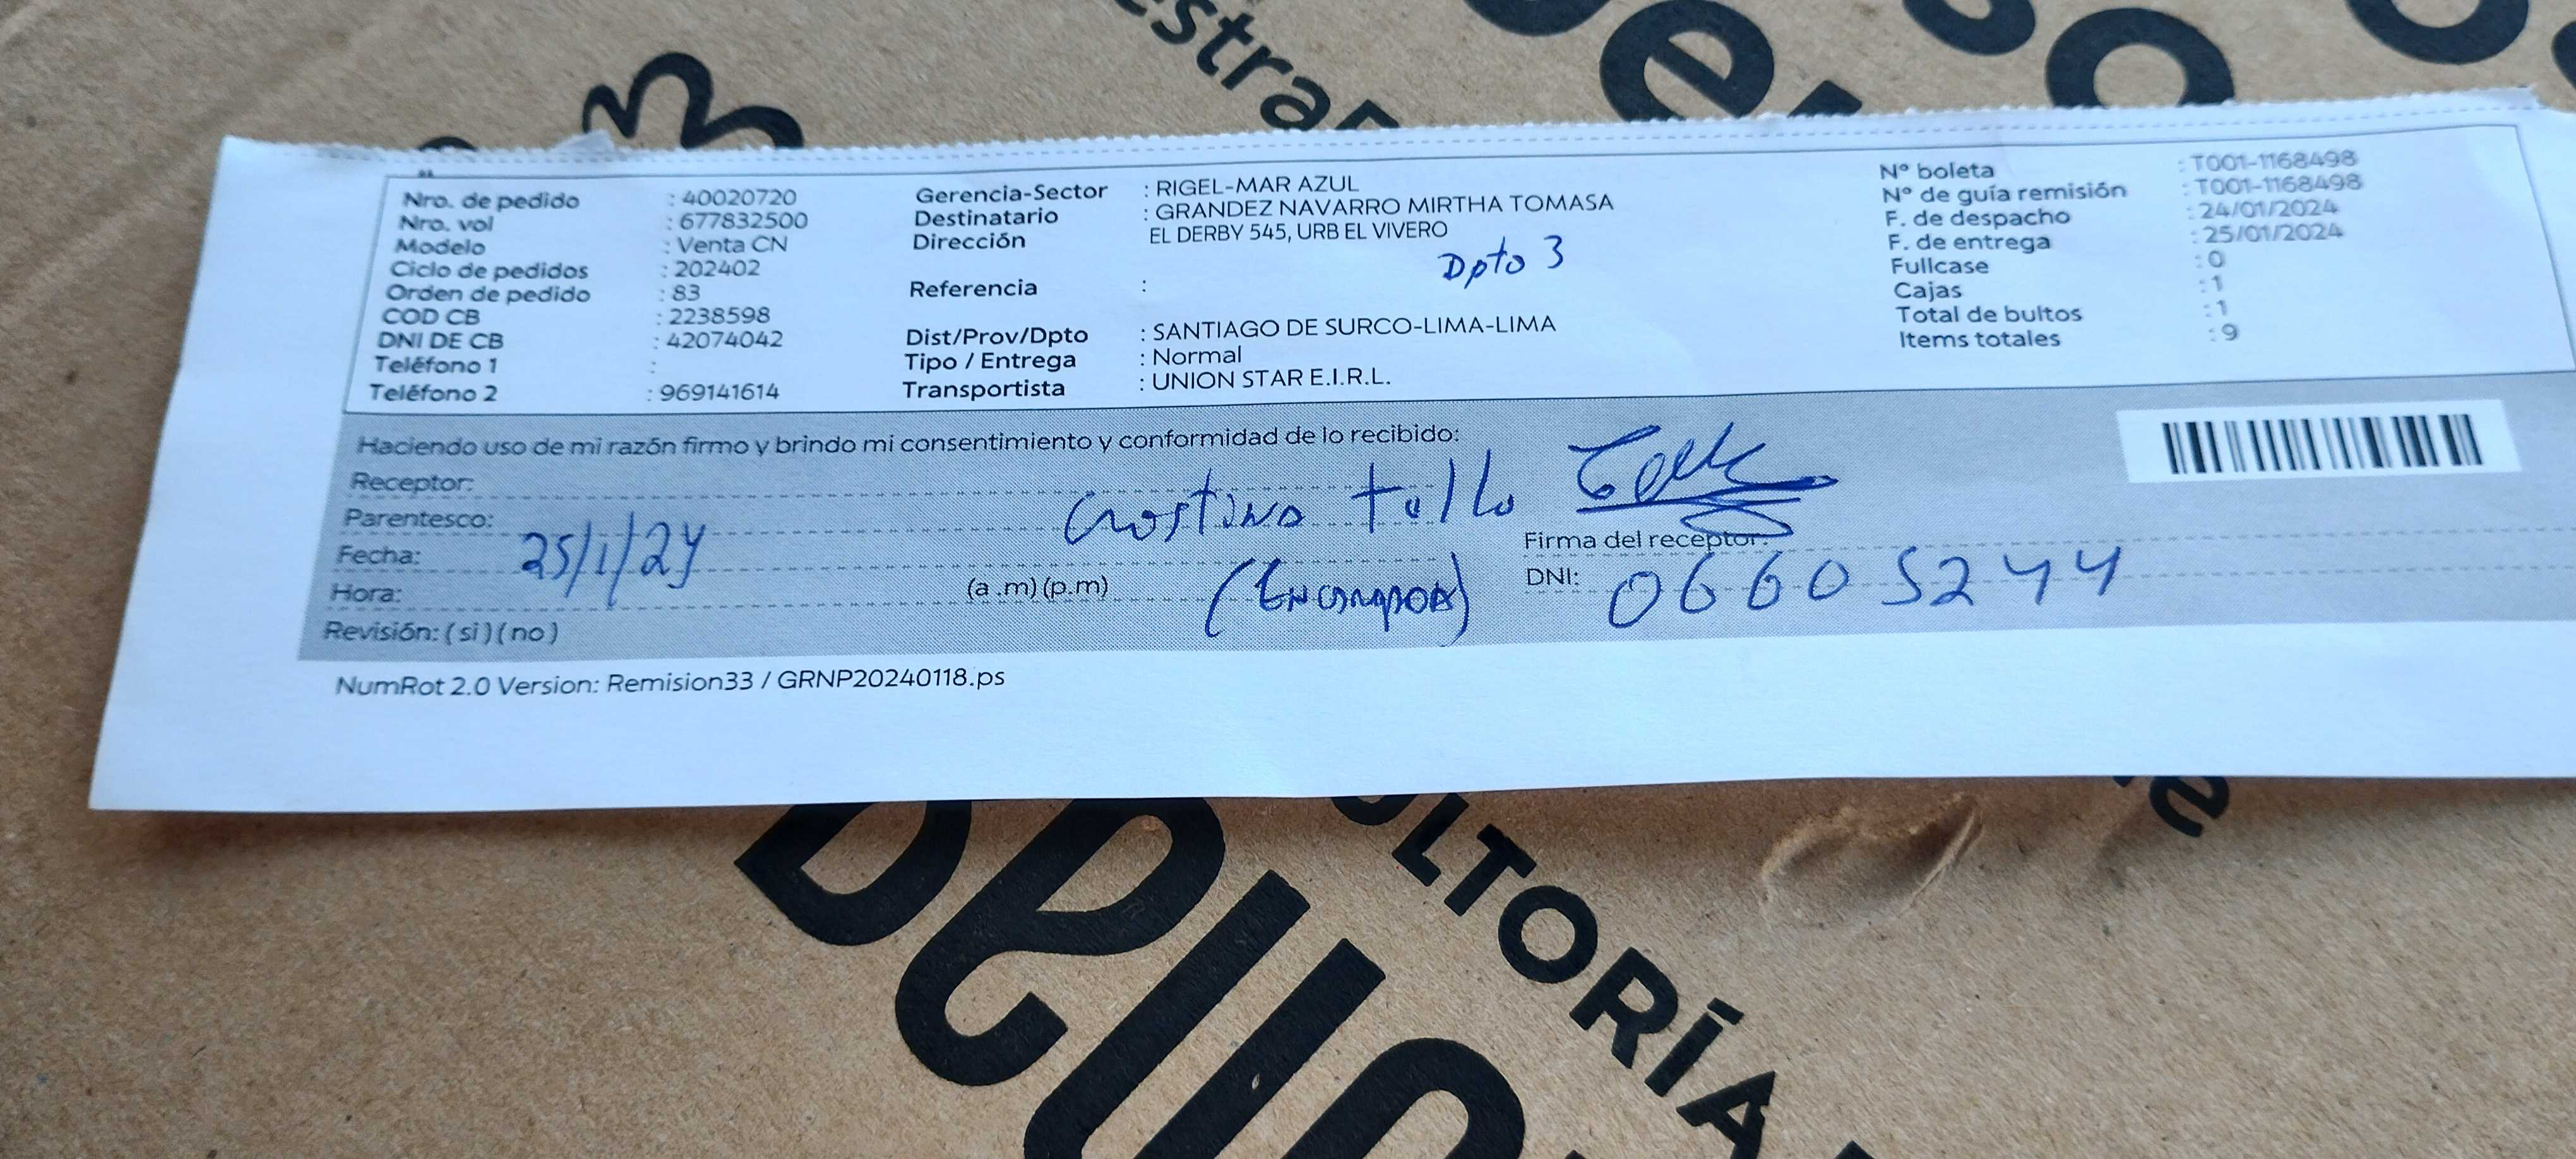 Nro. de pedido : 40020720
Nro. vol : 677832500
Modelo : Venta CN
Ciclo de pedidos : 202402
Orden de pedido : 83
COD CB : 2238598
DNI DE CB : 42074042
Teléfono 1 :
Teléfono 2 : 969141614
Gerencia-Sector : RIGEL-MAR AZUL
Destinatario : GRANDEZ NAVARRO MIRTHA TOMASA
Dirección EL DERBY 545, URB EL VIVERO
Dpto 3
Referencia :
Dist/Prov/Dpto : SANTIAGO DE SURCO-LIMA-LIMA
Tipo / Entrega : Normal
Transportista : UNION STAR E.I.R.L.
N° boleta : T001-1168498
N° de guía remisión : T001-1168498
F. de despacho : 24/01/2024
F. de entrega : 25/01/2024
Fullcase : 0
Cajas : 1
Total de bultos : 1
Items totales : 9
Haciendo uso de mi razón firmo y brindo mi consentimiento y conformidad de lo recibido:
Receptor:
Parentesco:
Fecha: 25/1/24
Hora: (a .m) (p.m)
Revisión: ( si ) ( no )
Firma del receptor:
DNI: 06605244
NumRot 2.0 Version: Remision33 / GRNP20240118.ps